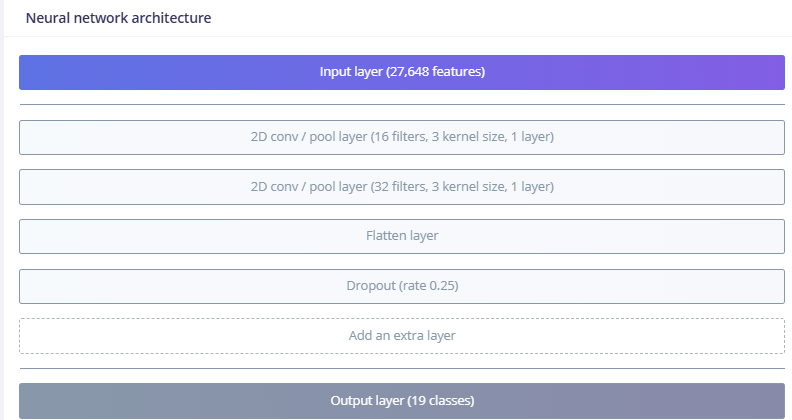 Neural network architecture
Input layer (27,648 features)
2D conv / pool layer (16 filters, 3 kernel size, 1 layer)
2D conv / pool layer (32 filters, 3 kernel size, 1 layer)
Flatten layer
Dropout (rate 0.25)
Add an extra layer
Output layer (19 classes)